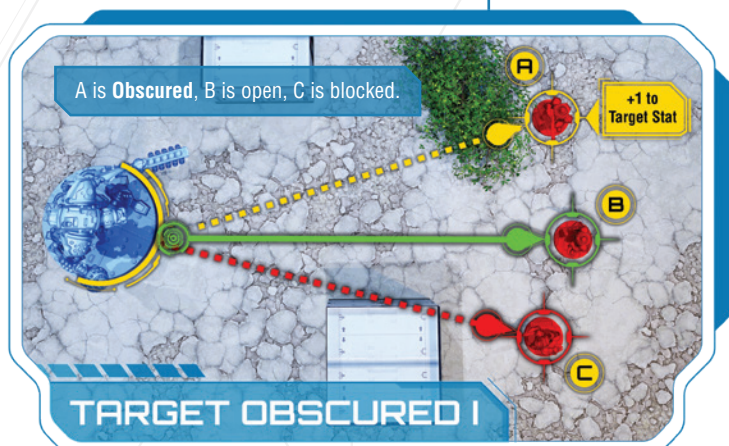 A is Obscured, B is open, C is blocked.
A
+1 to
Target Stat
B
C
TARGET OBSCURED I